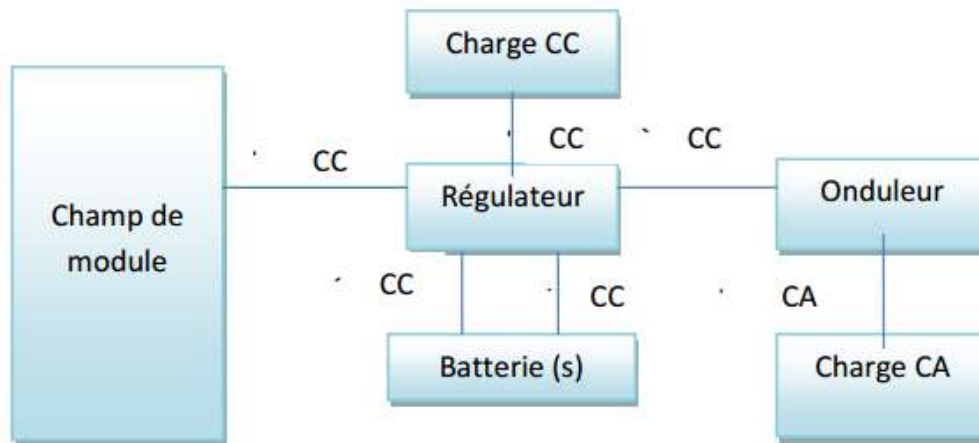 Charge CC
CC
CC
CC
Champ de
module
Régulateur
Onduleur
CC
CC
CA
Batterie (s)
Charge CA